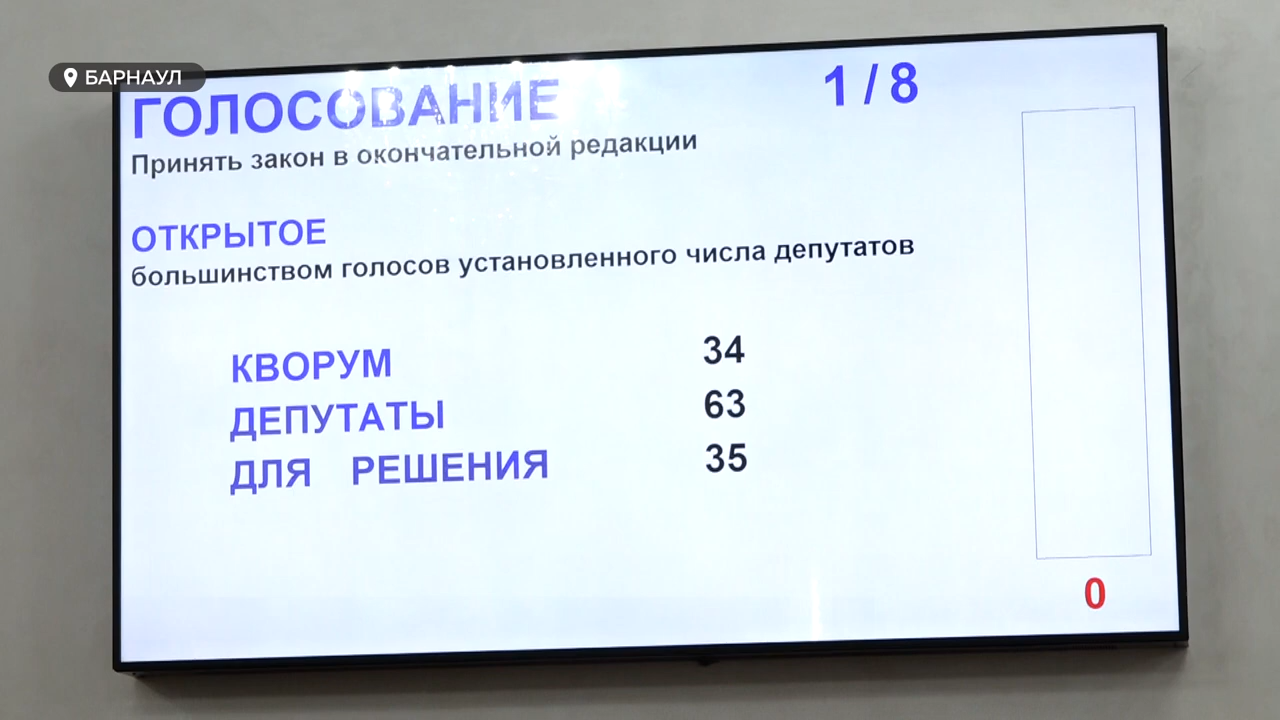 БАРНАУЛ
ГОЛОСОВАНИЕ 1 / 8
Принять закон в окончательной редакции
ОТКРЫТОЕ
большинством голосов установленного числа депутатов
КВОРУМ 34
ДЕПУТАТЫ 63
ДЛЯ РЕШЕНИЯ 35
0